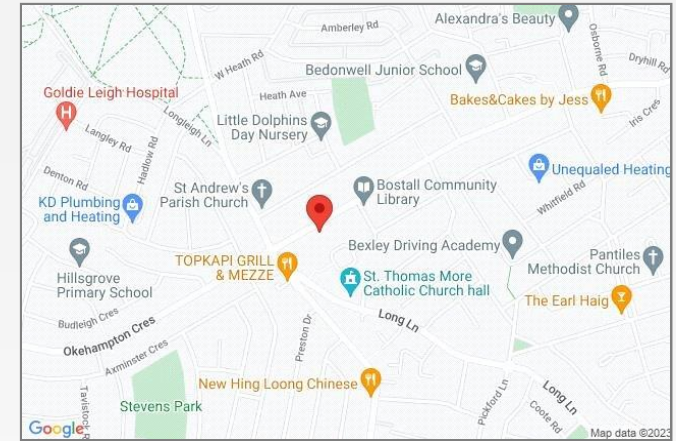 Alexandra's Beauty
Amberley Rd
Osborne Rd
Dryhill Rd
W Heath Rd
Bedonwell Junior School
Goldie Leigh Hospital
Heath Ave
Bakes&Cakes by Jess
Longleigh Ln
Little Dolphins
Day Nursery
Iris Cres
Langley Rd
Hadlow Rd
Unequaled Heating
Denton Rd
St Andrew's
Parish Church
Bostall Community
Library
Whitfield Rd
KD Plumbing
and Heating
Bexley Driving Academy
Pantiles
Methodist Church
TOPKAPI GRILL
& MEZZE
St. Thomas More
Catholic Church hall
Hillsgrove
Primary School
The Earl Haig
Budleigh Cres
Long Ln
Okehampton Cres
Preston Dr
Axminster Cres
New Hing Loong Chinese
Pickford Ln
Long Ln
Tavistock R
Stevens Park
Coote Rd
Google
Map data ©2023